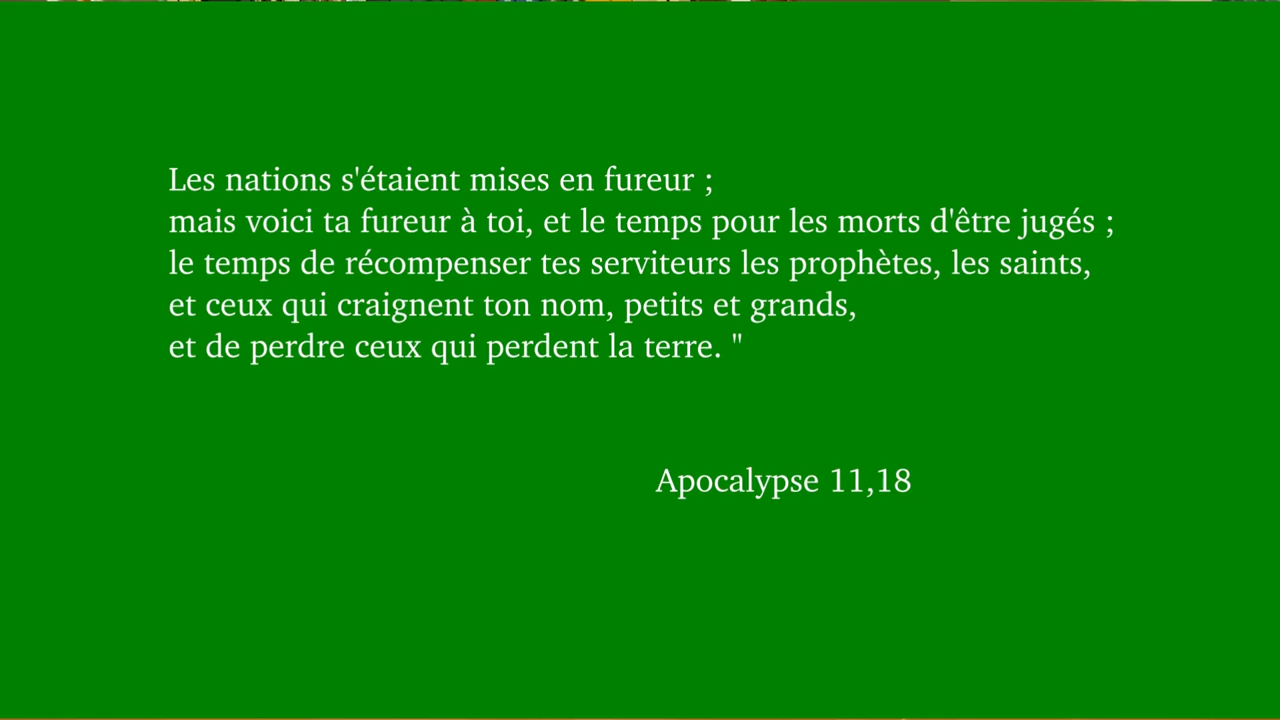 Les nations s'étaient mises en fureur ;
mais voici ta fureur à toi, et le temps pour les morts d'être jugés ;
le temps de récompenser tes serviteurs les prophètes, les saints,
et ceux qui craignent ton nom, petits et grands,
et de perdre ceux qui perdent la terre. "
Apocalypse 11,18